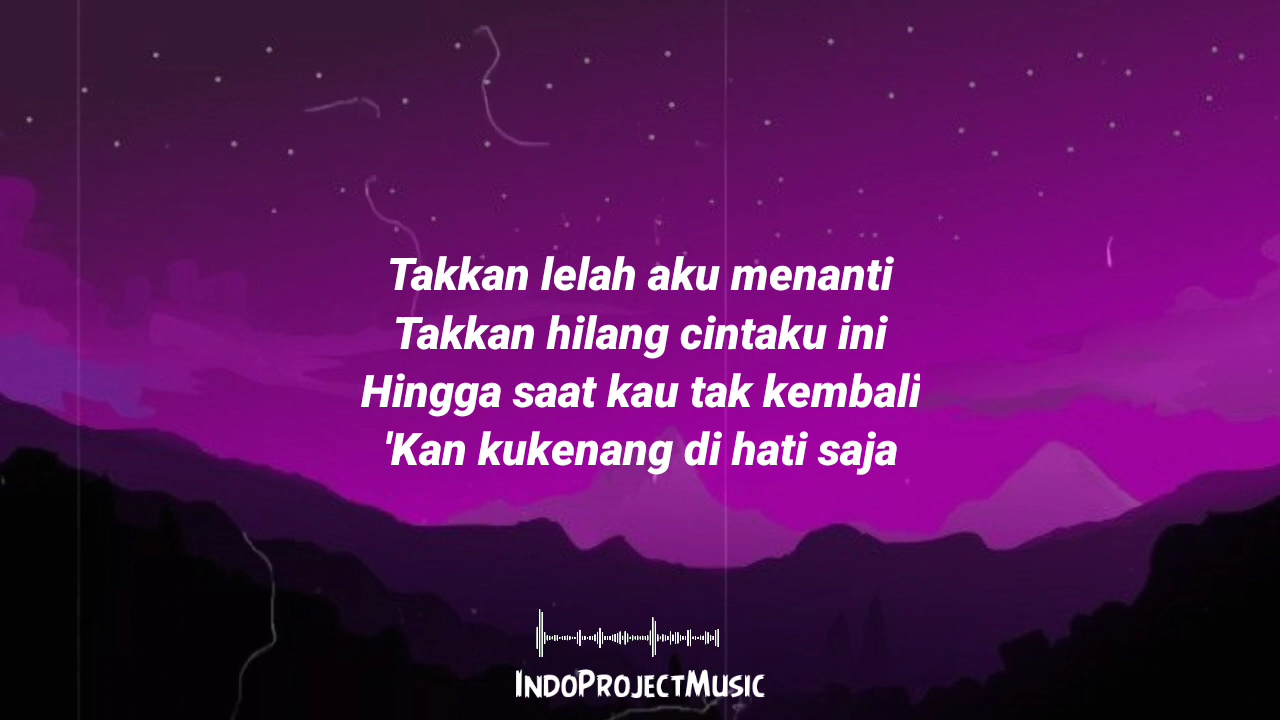 Takkan lelah aku menanti
Takkan hilang cintaku ini
Hingga saat kau tak kembali
'Kan kukenang di hati saja
IndoProjectMusic